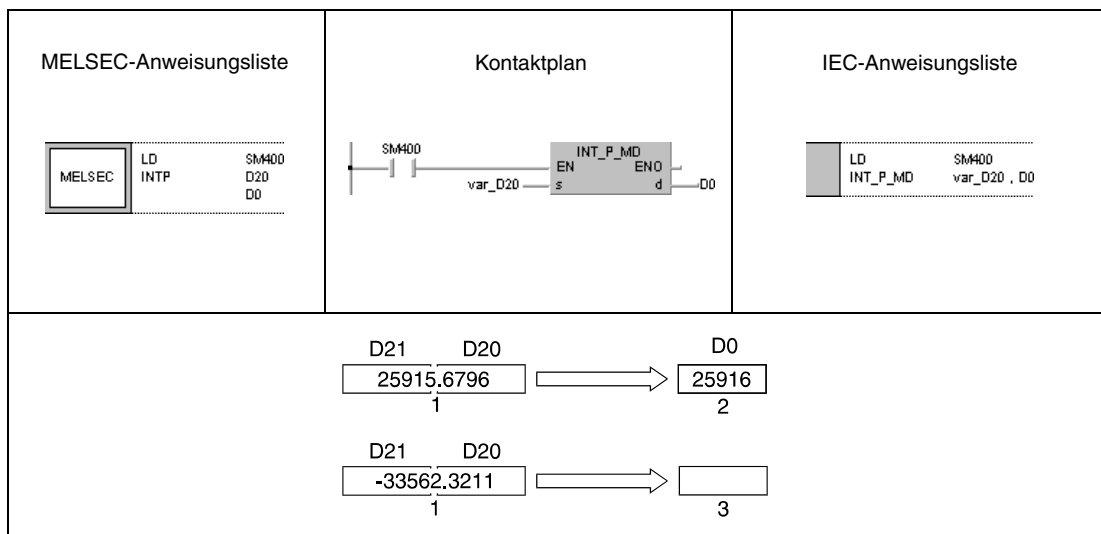 MELSEC-Anweisungsliste
MELSEC
LD SM400
INTP D20
D0
Kontaktplan
SM400
INT_P_MD
EN ENO
var_D20 s d D0
IEC-Anweisungsliste
LD SM400
INT_P_MD var_D20 , D0
D21 D20 D0
25915.6796 25916
1 2
D21 D20
-33562.3211
1 3